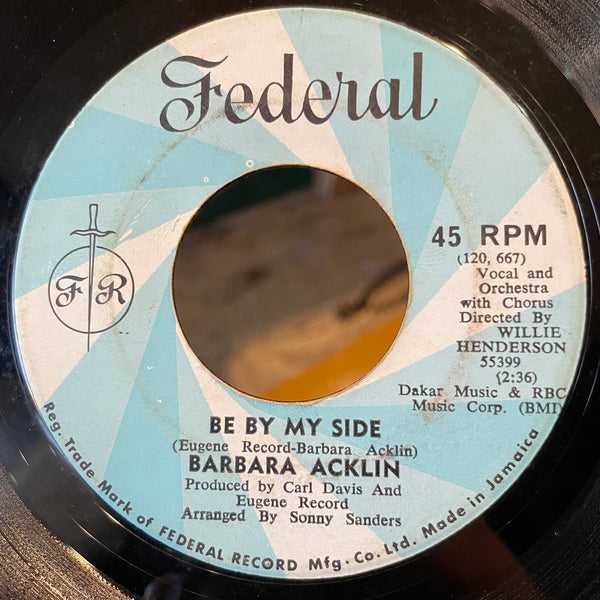 Federal
F R
45 RPM
(120, 667)
Vocal and
Orchestra
with Chorus
Directed By
WILLIE
HENDERSON
55399
(2:36)
Dakar Music & RBC
Music Corp. (BMI)
BE BY MY SIDE
(Eugene Record-Barbara Acklin)
BARBARA ACKLIN
Produced by Carl Davis And
Eugene Record
Arranged By Sonny Sanders
Reg. Trade Mark of FEDERAL RECORD Mfg. Co. Ltd. Made in Jamaica